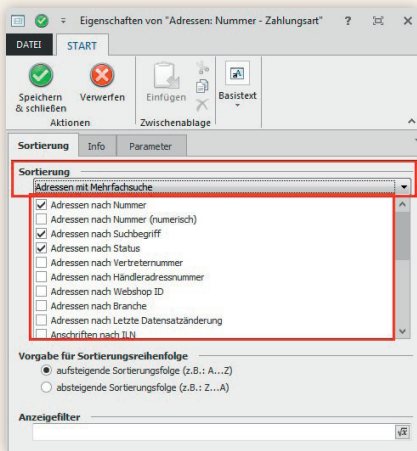 Eigenschaften von "Adressen: Nummer - Zahlungsart" ?
DATEI START
Speichern & schließen
Verwerfen
Einfügen
Basistext
Aktionen Zwischenablage
Sortierung Info Parameter
Sortierung
Adressen mit Mehrfachsuche
Adressen nach Nummer
Adressen nach Nummer (numerisch)
Adressen nach Suchbegriff
Adressen nach Status
Adressen nach Vertreternummer
Adressen nach Händleradressnummer
Adressen nach Webshop ID
Adressen nach Branche
Adressen nach Letzte Datensatzänderung
Anschriften nach ILN
Vorgabe für Sortierungsreihenfolge
aufsteigende Sortierungsfolge (z.B.: A...Z)
absteigende Sortierungsfolge (z.B.: Z...A)
Anzeigefilter